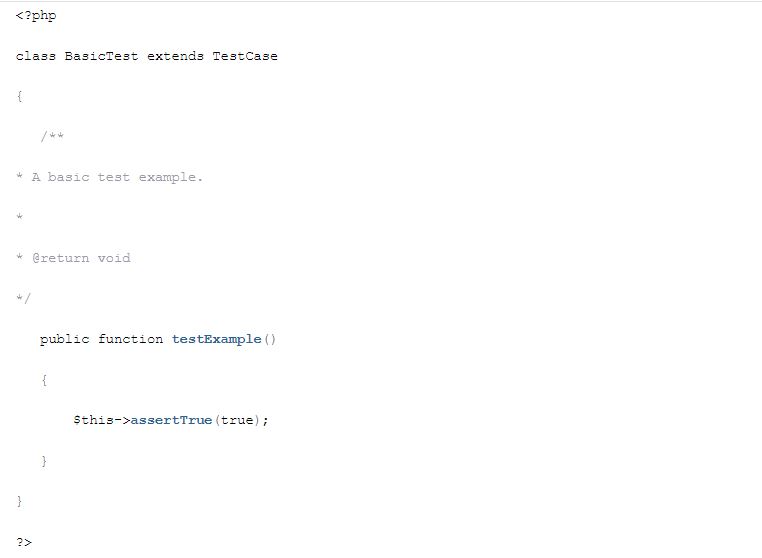 <?php
class BasicTest extends TestCase
{
/**
* A basic test example.
*
* @return void
*/
public function testExample()
{
$this->assertTrue(true);
}
}
?>